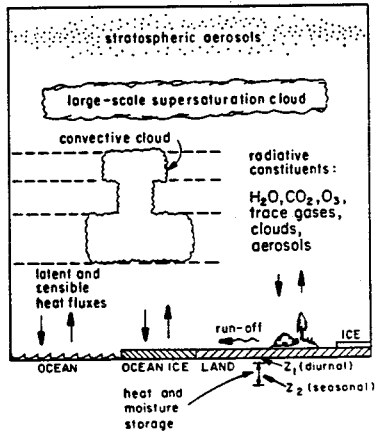 stratospheric aerosols
large-scale supersaturation cloud
convective cloud
radiative
constituents:
H₂O, CO₂, O₃,
trace gases,
clouds,
aerosols
latent and
sensible
heat fluxes
run-off
ICE
OCEAN
OCEAN ICE
LAND
Z₁ (diurnal)
Z₂ (seasonal)
heat and
moisture
storage